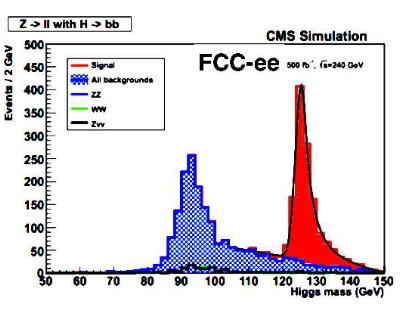 Z -> ll with H -> bb
CMS Simulation
FCC-ee 500 fb⁻¹, √s=240 GeV
Events / 2 GeV
500
450
400
350
300
250
200
150
100
50
0
Signal
All backgrounds
ZZ
WW
Zνν
50 60 70 80 90 100 110 120 130 140 150
Higgs mass (GeV)